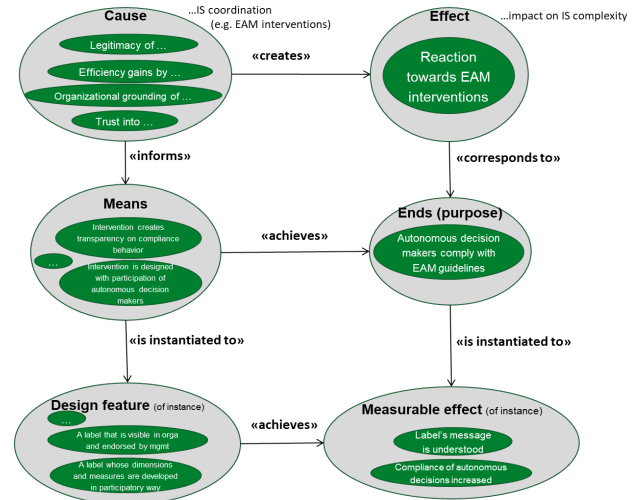 Cause
…IS coordination
(e.g. EAM interventions)
Legitimacy of …
Efficiency gains by …
Organizational grounding of …
Trust into …
«creates»
Effect
…impact on IS complexity
Reaction
towards EAM
interventions
«informs»
«corresponds to»
Means
Intervention creates
transparency on compliance
behavior
…
Intervention is designed
with participation of
autonomous decision
makers
«achieves»
Ends (purpose)
Autonomous decision
makers comply with
EAM guidelines
«is instantiated to»
«is instantiated to»
Design feature (of instance)
…
A label that is visible in orga
and endorsed by mgmt
A label whose dimensions
and measures are developed
in participatory way
«achieves»
Measurable effect (of instance)
Label's message
is understood
Compliance of autonomous
decisions increased